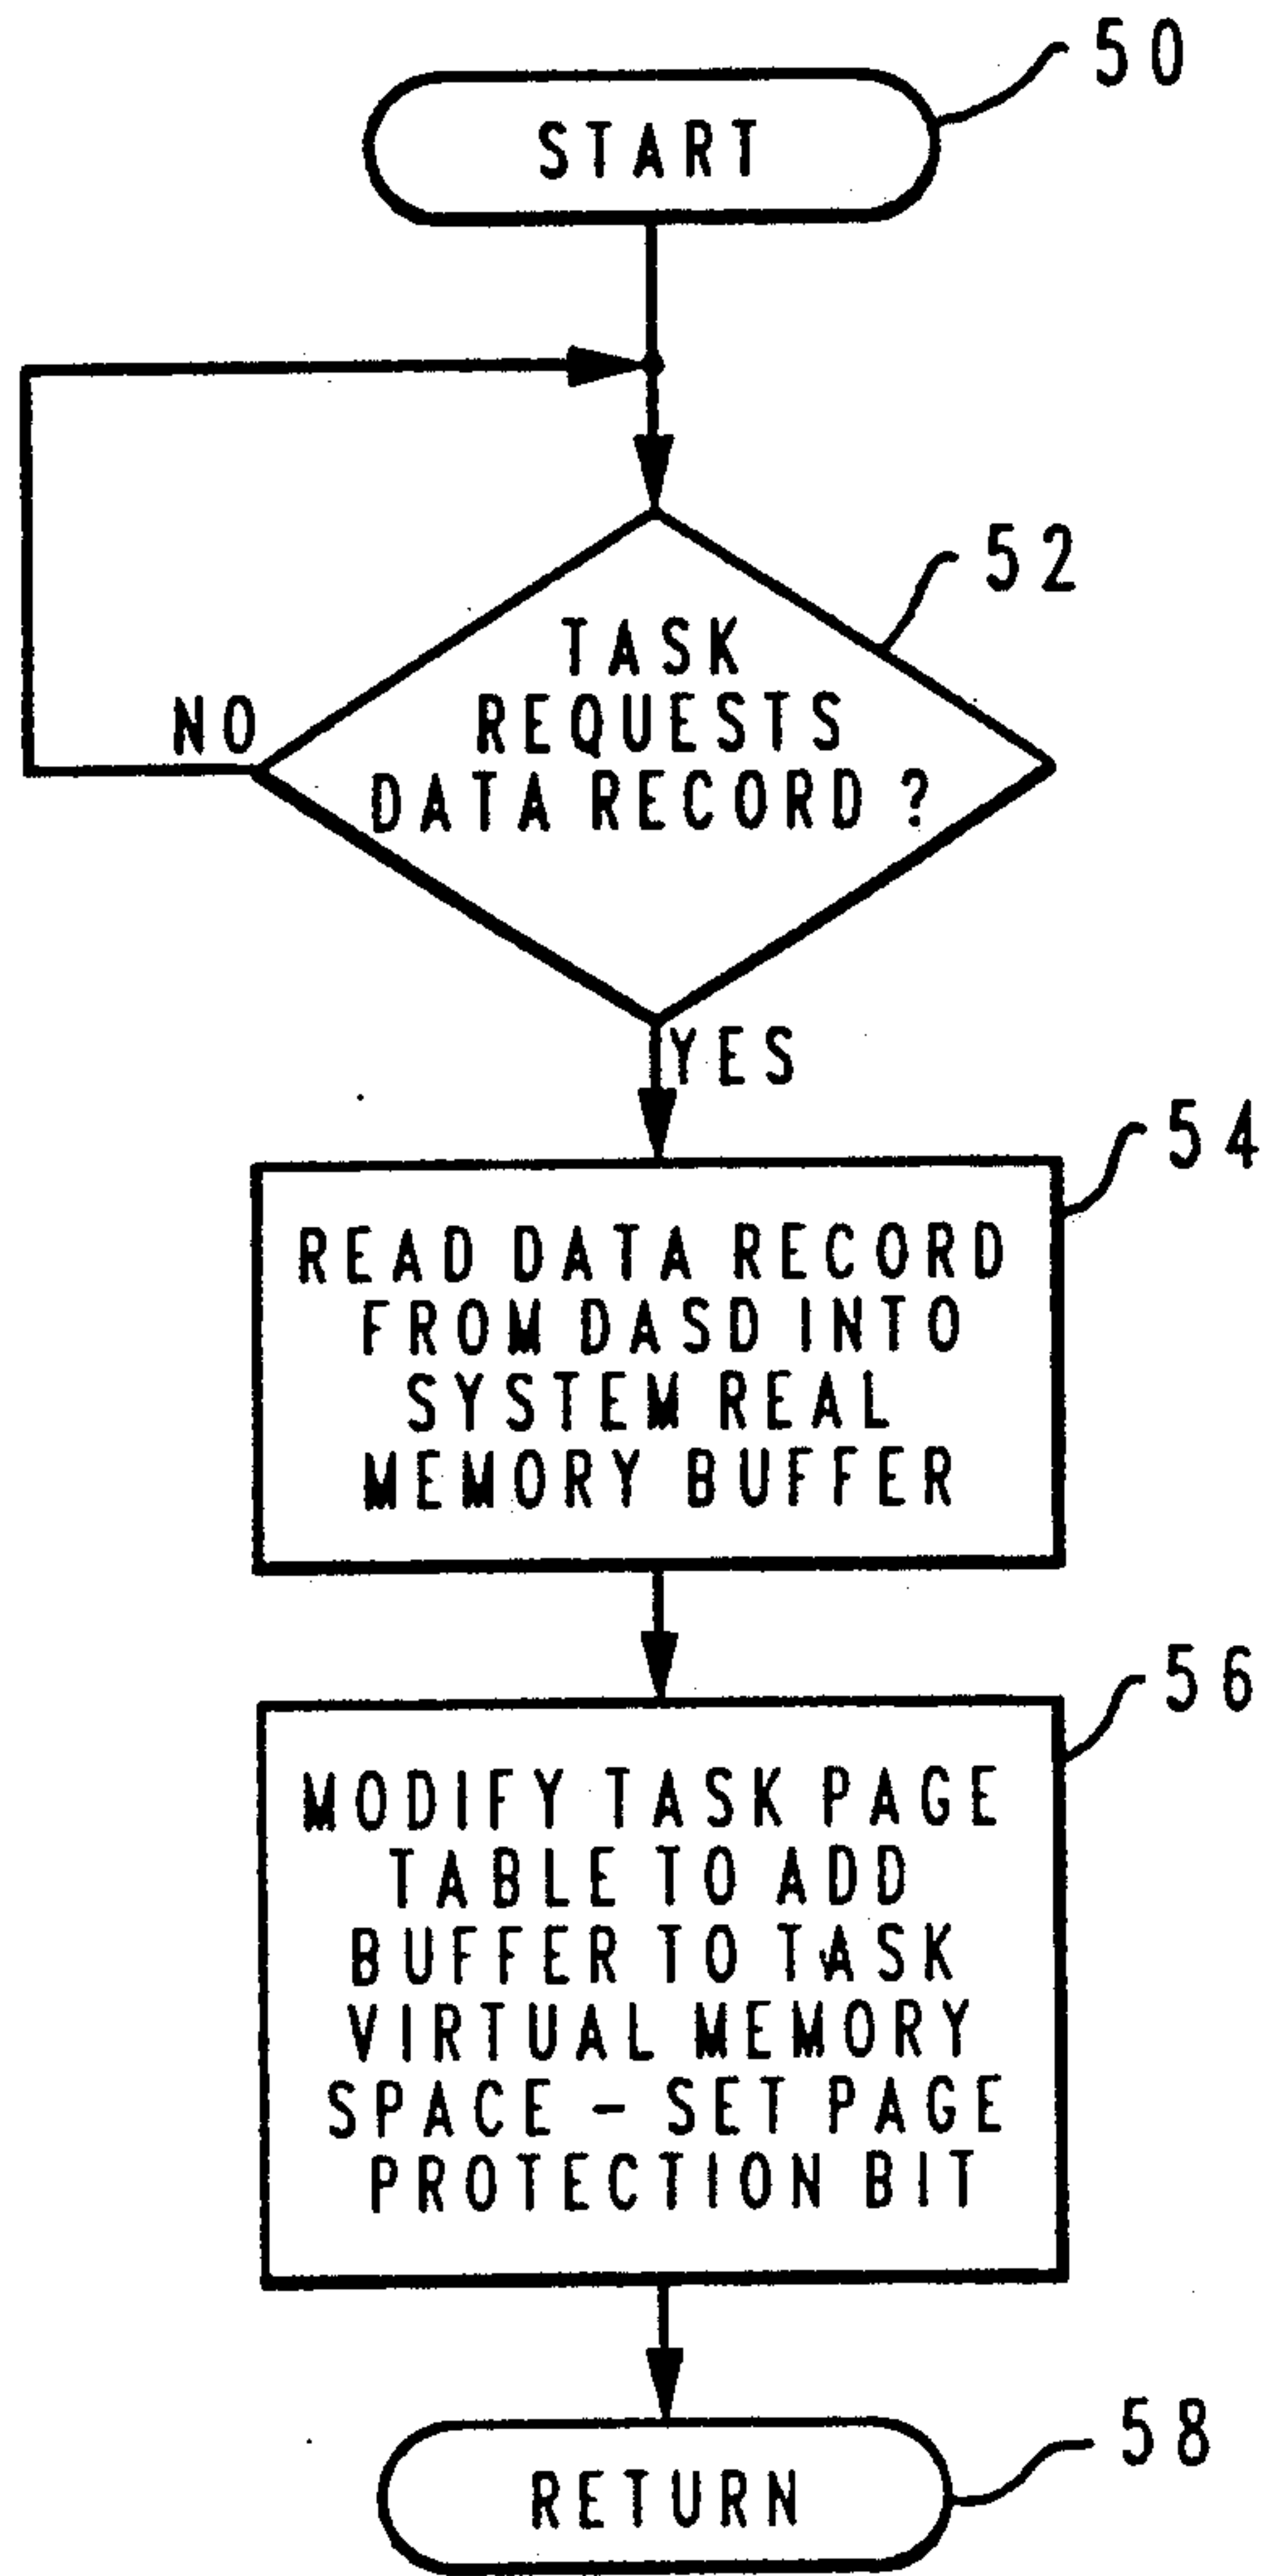 50
START
52
TASK
REQUESTS
DATA RECORD?
NO
YES
54
READ DATA RECORD
FROM DASD INTO
SYSTEM REAL
MEMORY BUFFER
56
MODIFY TASK PAGE
TABLE TO ADD
BUFFER TO TASK
VIRTUAL MEMORY
SPACE - SET PAGE
PROTECTION BIT
58
RETURN